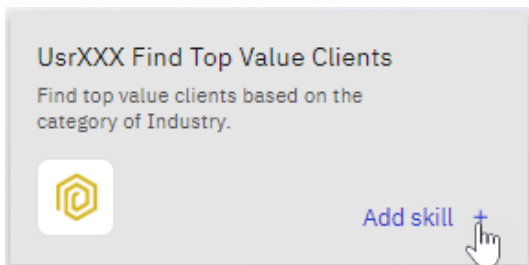 UsrXXX Find Top Value Clients
Find top value clients based on the
category of Industry.
Add skill +